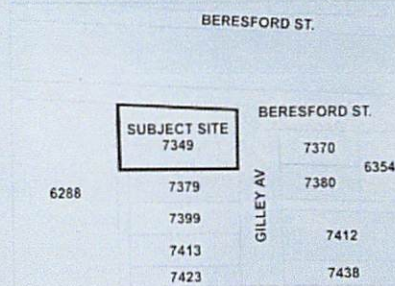 BERESFORD ST.
BERESFORD ST.
SUBJECT SITE
7349
7370
6354
6288
7379
7380
GILLEY AV
7399
7413
7412
7423
7438